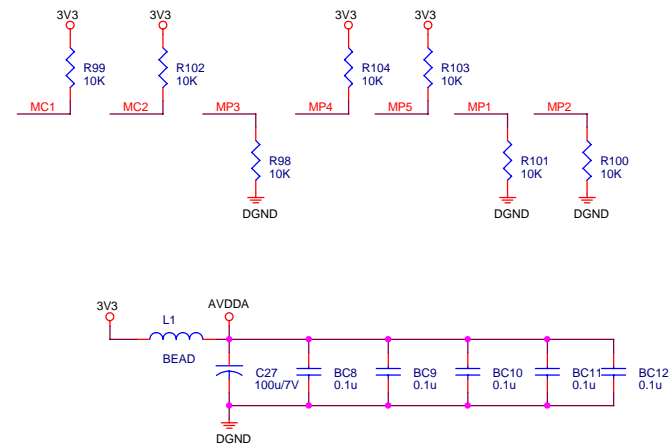 3V3 3V3 3V3 3V3
R99 R102 R104 R103
10K 10K 10K 10K
MC1 MC2 MP3 MP4 MP5 MP1 MP2
R98 R101 R100
10K 10K 10K
DGND DGND DGND
3V3 L1 AVDDA
BEAD
C27 BC8 BC9 BC10 BC11 BC12
100u/7V 0.1u 0.1u 0.1u 0.1u 0.1u
DGND